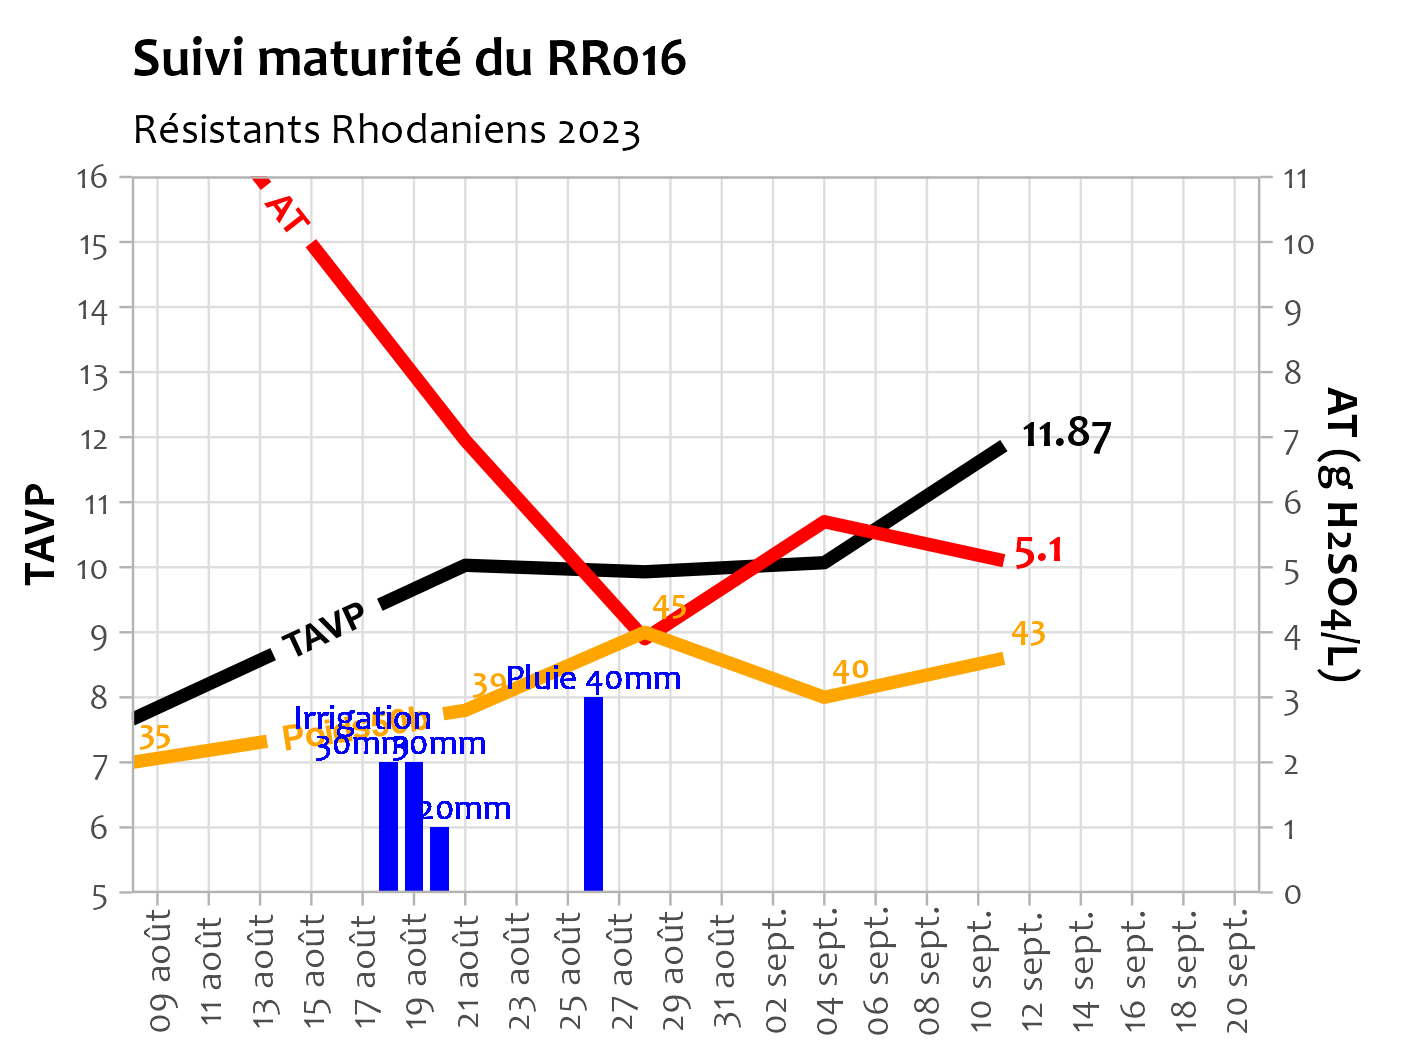 Suivi maturité du RR016
Résistants Rhodaniens 2023
TAVP
16
15
14
13
12
11
10
9
8
7
6
5
AT
TAVP
Poids50b
35
39
45
40
43
11.87
5.1
Irrigation
30mm
30mm
20mm
Pluie 40mm
11
10
9
8
7
6
5
4
3
2
1
0
AT (g H2SO4/L)
09 août
11 août
13 août
15 août
17 août
19 août
21 août
23 août
25 août
27 août
29 août
31 août
02 sept.
04 sept.
06 sept.
08 sept.
10 sept.
12 sept.
14 sept.
16 sept.
18 sept.
20 sept.